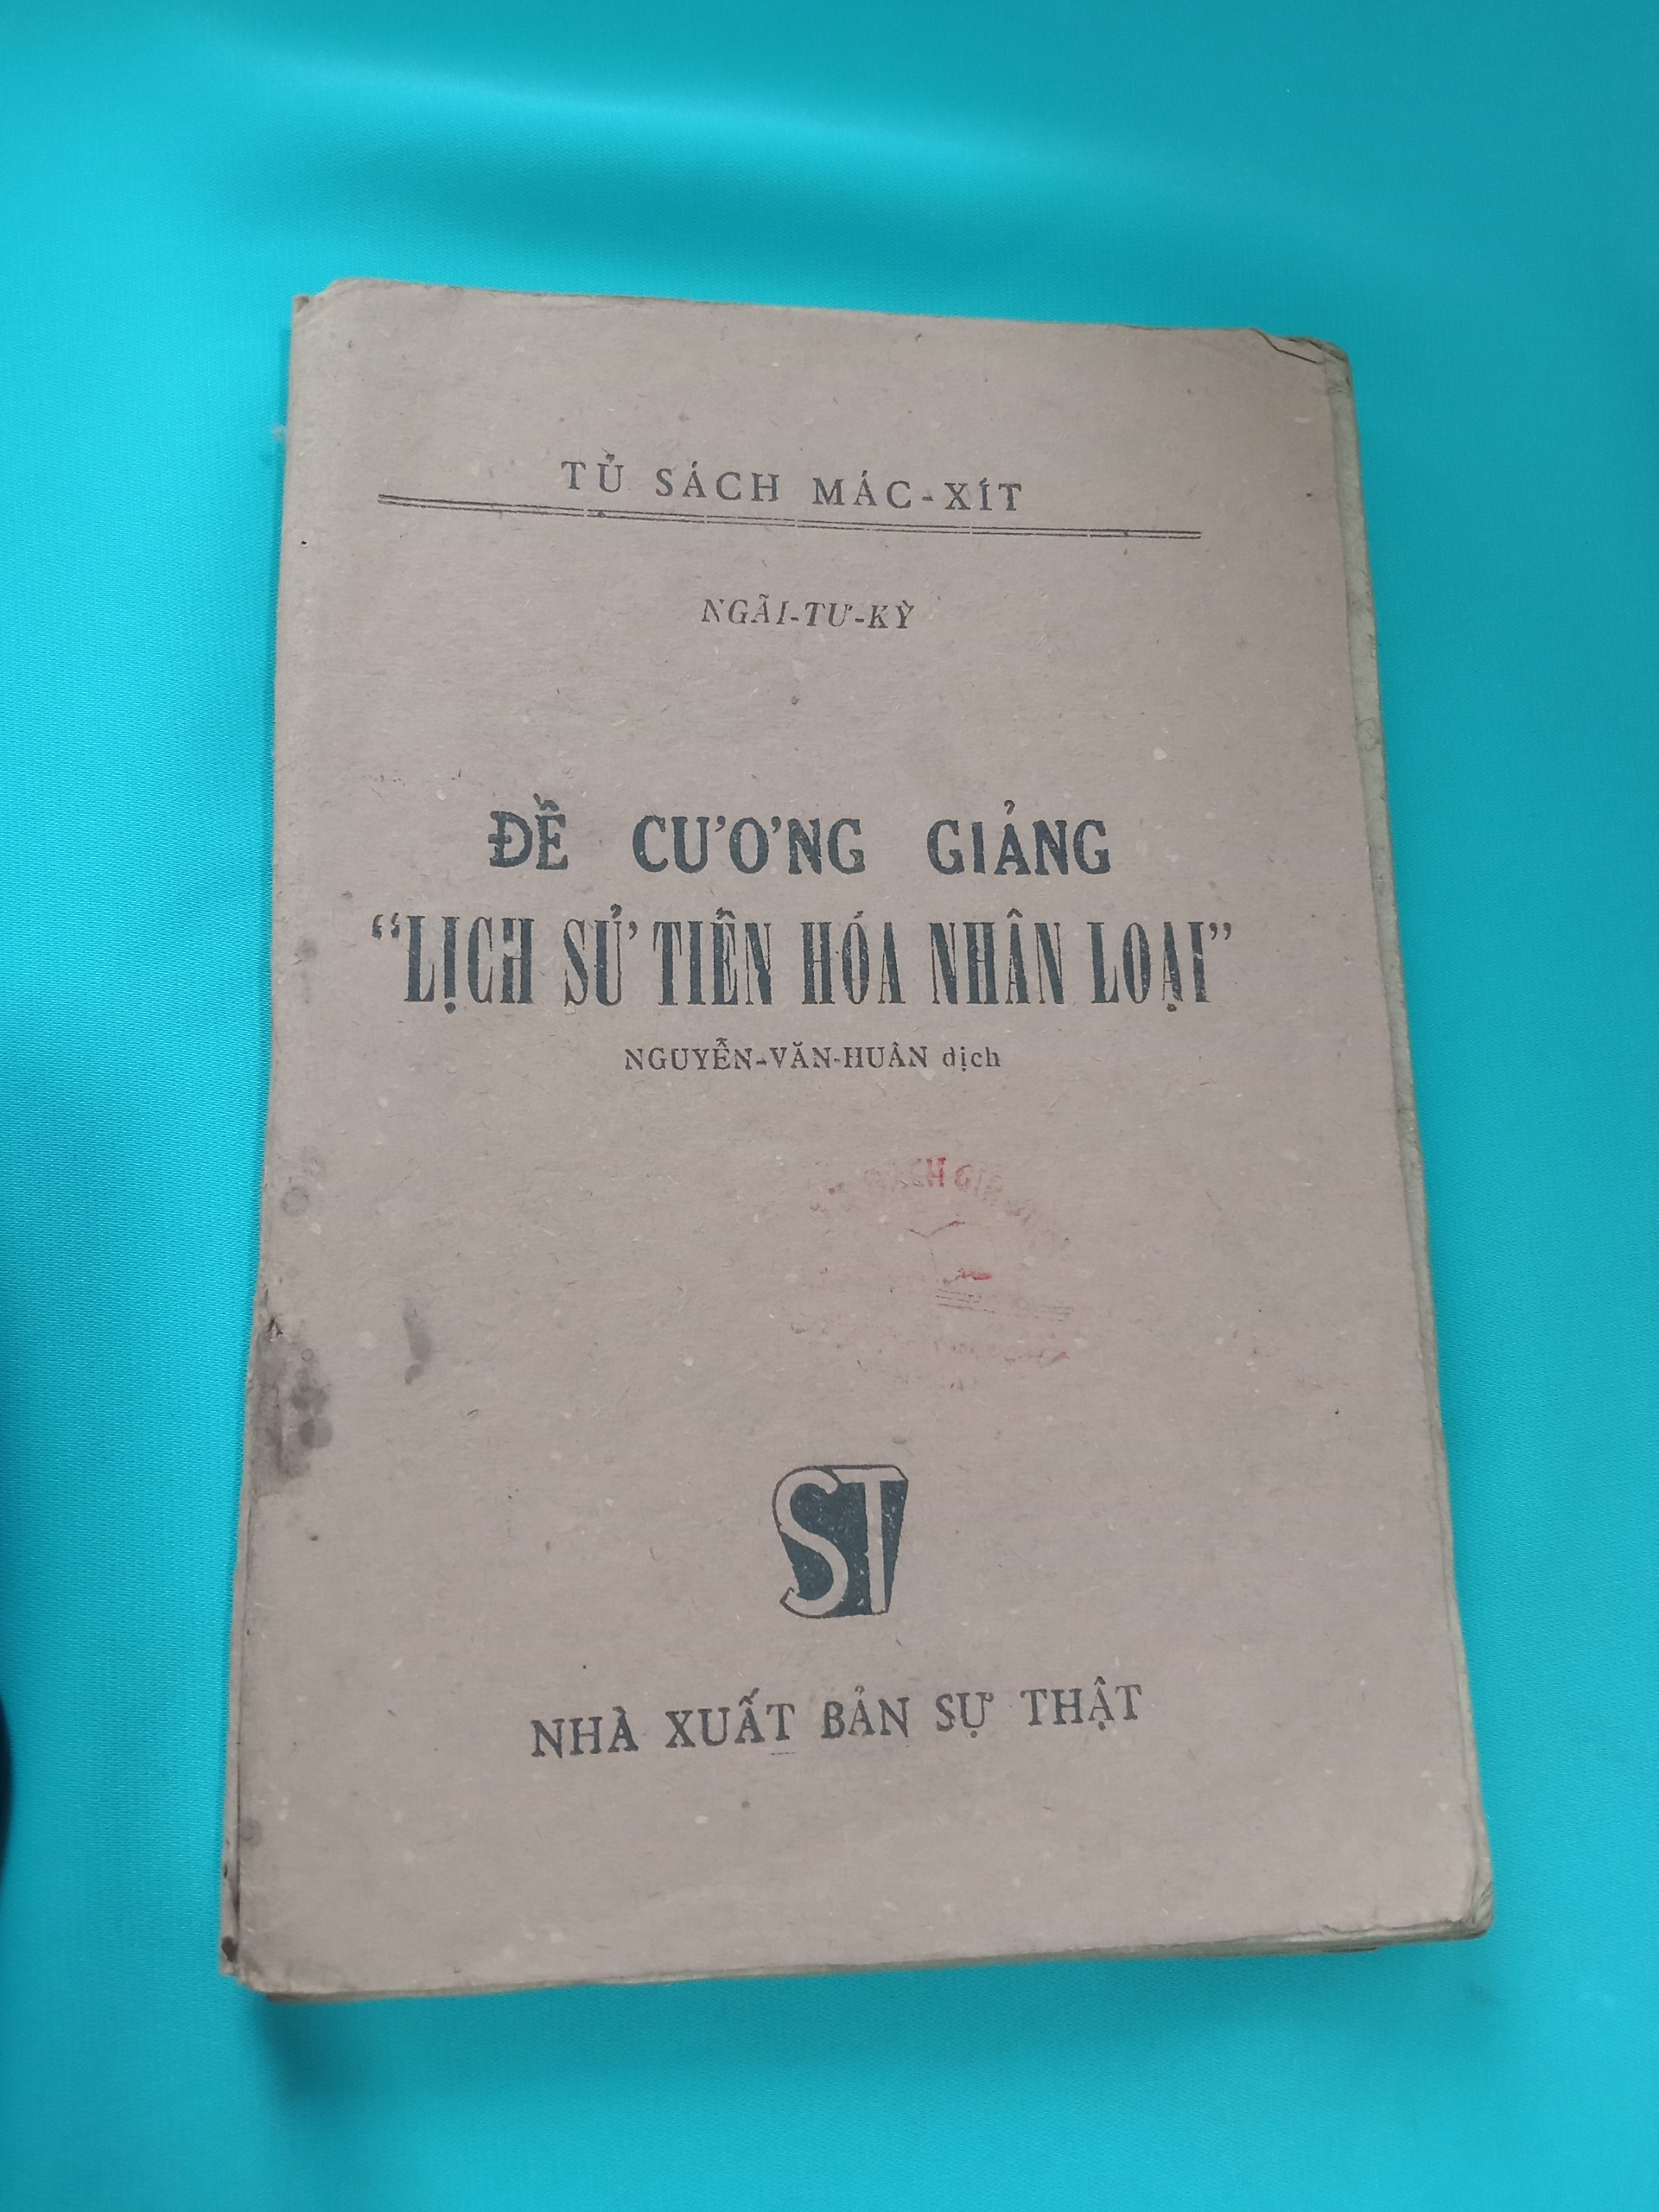 TỦ SÁCH MÁC-XÍT
NGÃI-TƯ-KỲ
ĐỀ CƯƠNG GIẢNG
“LỊCH SỬ TIẾN HÓA NHÂN LOẠI”
NGUYỄN-VĂN-HUÂN dịch
ST
NHÀ XUẤT BẢN SỰ THẬT